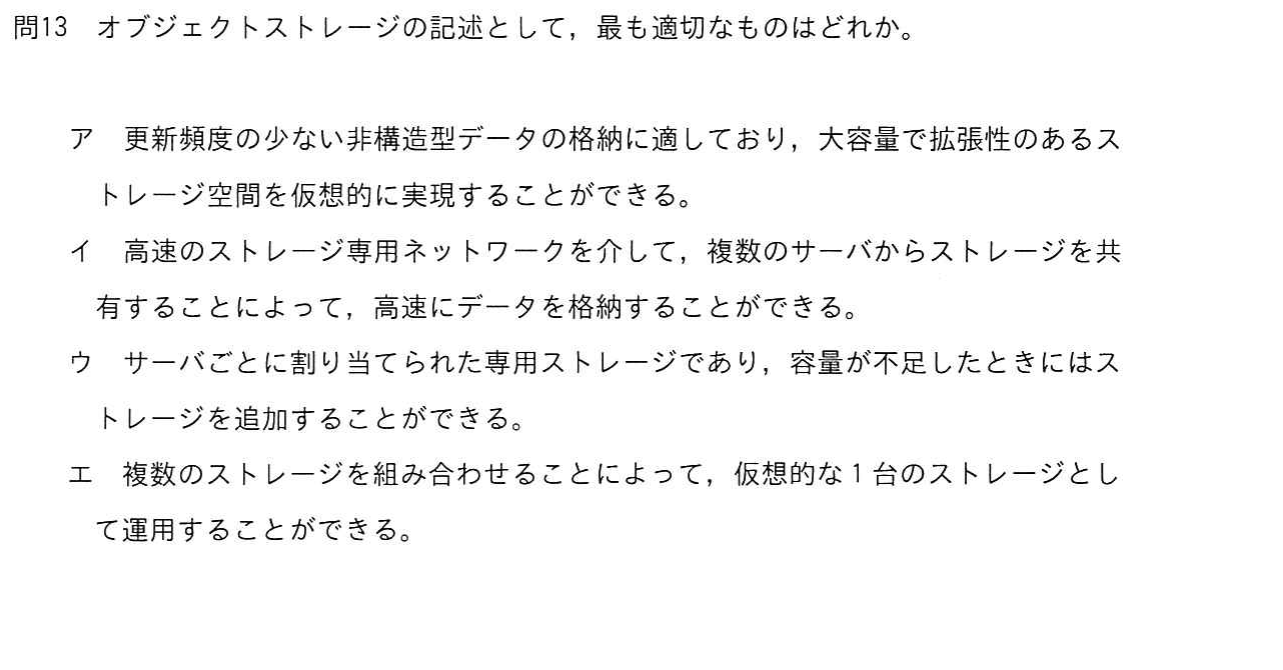 問13　オブジェクトストレージの記述として，最も適切なものはどれか。
ア　更新頻度の少ない非構造型データの格納に適しており，大容量で拡張性のあるス
トレージ空間を仮想的に実現することができる。
イ　高速のストレージ専用ネットワークを介して，複数のサーバからストレージを共
有することによって，高速にデータを格納することができる。
ウ　サーバごとに割り当てられた専用ストレージであり，容量が不足したときにはス
トレージを追加することができる。
エ　複数のストレージを組み合わせることによって，仮想的な1台のストレージとし
て運用することができる。